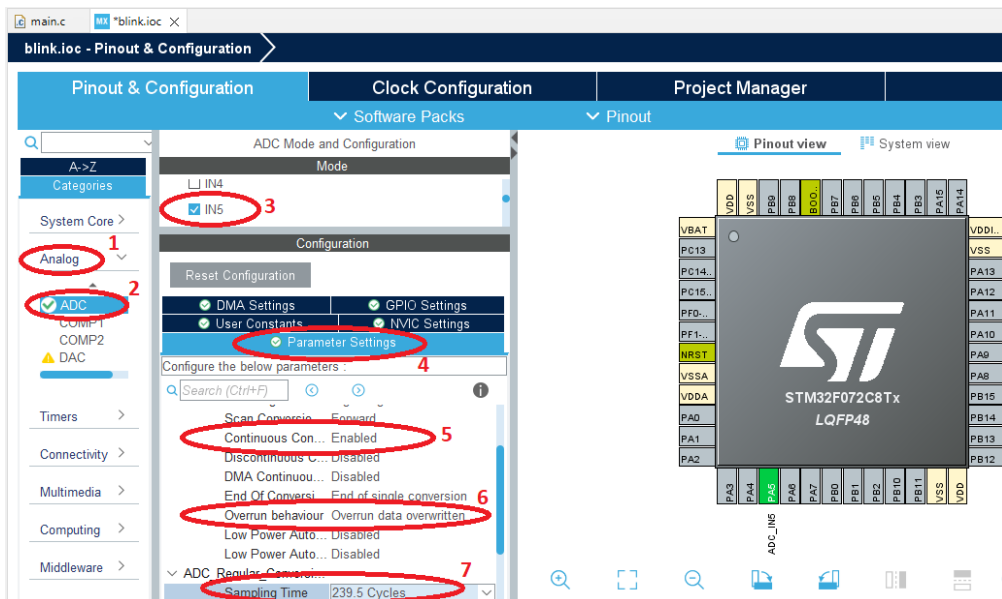 main.c
MX *blink.ioc
blink.ioc - Pinout & Configuration
Pinout & Configuration
Clock Configuration
Project Manager
Software Packs
Pinout
A->Z
Categories
System Core
Analog
1
ADC
2
COMP1
COMP2
DAC
Timers
Connectivity
Multimedia
Computing
Middleware
ADC Mode and Configuration
Mode
IN4
IN5
3
Configuration
Reset Configuration
DMA Settings
GPIO Settings
User Constants
NVIC Settings
Parameter Settings
4
Configure the below parameters :
Search (Ctrl+F)
Scan Conversio... Forward
Continuous Con... Enabled
5
Discontinuous C... Disabled
DMA Continuou... Disabled
End Of Conversi... End of single conversion
6
Overrun behaviour Overrun data overwritten
Low Power Auto... Disabled
Low Power Auto... Disabled
ADC_Regular_Conversi...
7
Sampling Time 239.5 Cycles
Pinout view
System view
VDD
VSS
PB9
PB8
BOO..
PB7
PB6
PB5
PB4
PB3
PA15
PA14
VBAT
PC13
PC14..
PC15..
PF0-..
PF1-..
NRST
VSSA
VDDA
PA0
PA1
PA2
VDDI..
VSS
PA13
PA12
PA11
PA10
PA9
PA8
PB15
PB14
PB13
PB12
ST
STM32F072C8Tx
LQFP48
PA3
PA4
PA5
PA6
PA7
PB0
PB1
PB2
PB10
PB11
VSS
VDD
ADC_IN5